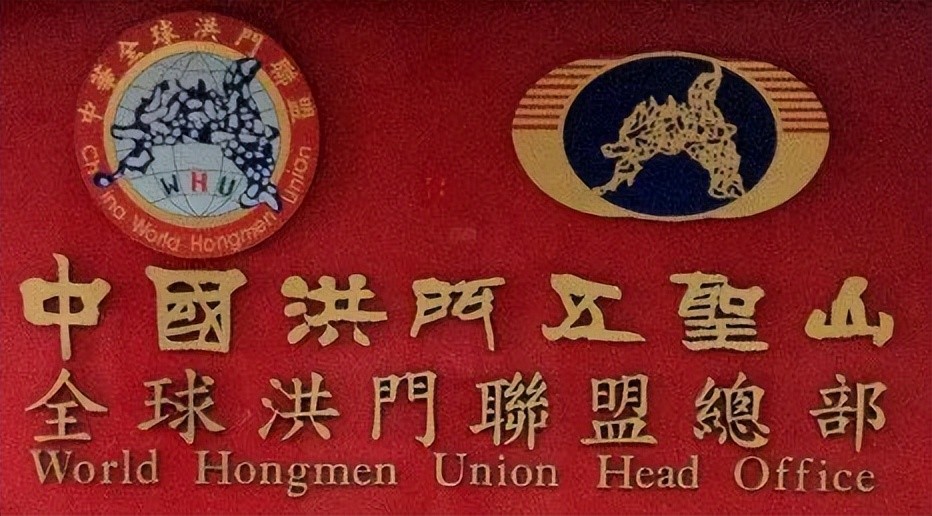 中華全球洪門聯盟
China World Hongmen Union
WHU
中國洪門五聖山
全球洪門聯盟總部
World Hongmen Union Head Office